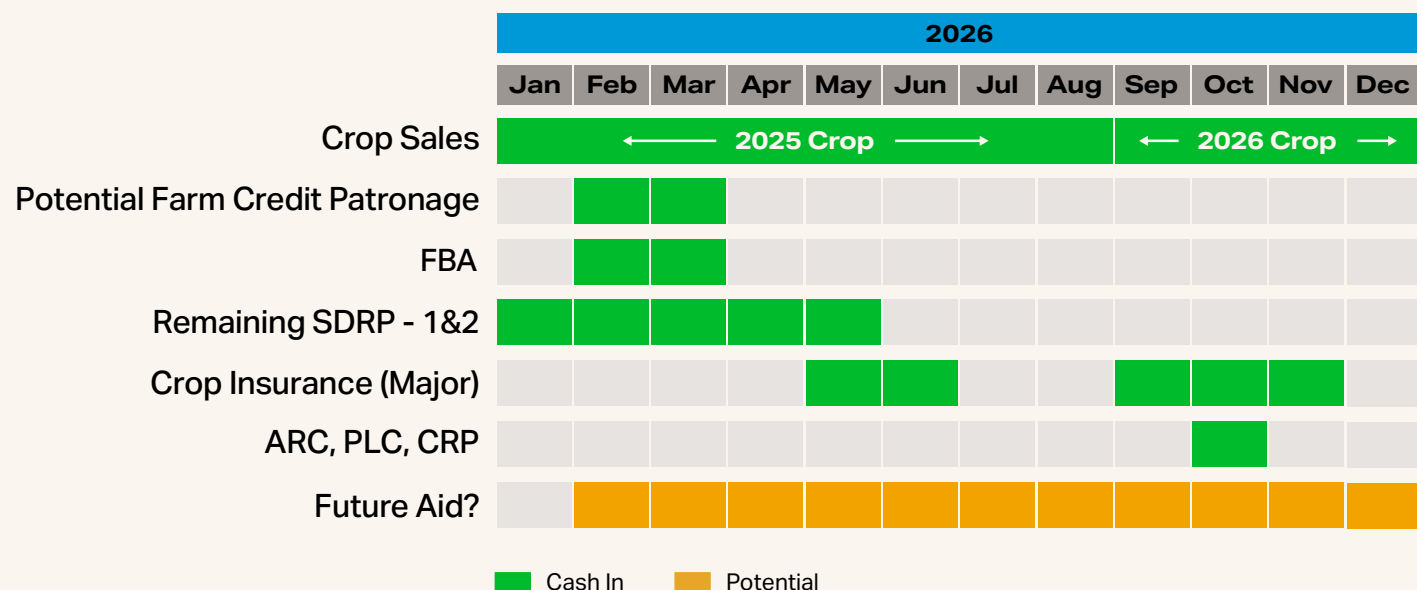 2026
Jan Feb Mar Apr May Jun Jul Aug Sep Oct Nov Dec
Crop Sales 2025 Crop 2026 Crop
Potential Farm Credit Patronage
FBA
Remaining SDRP - 1&2
Crop Insurance (Major)
ARC, PLC, CRP
Future Aid?
Cash In Potential